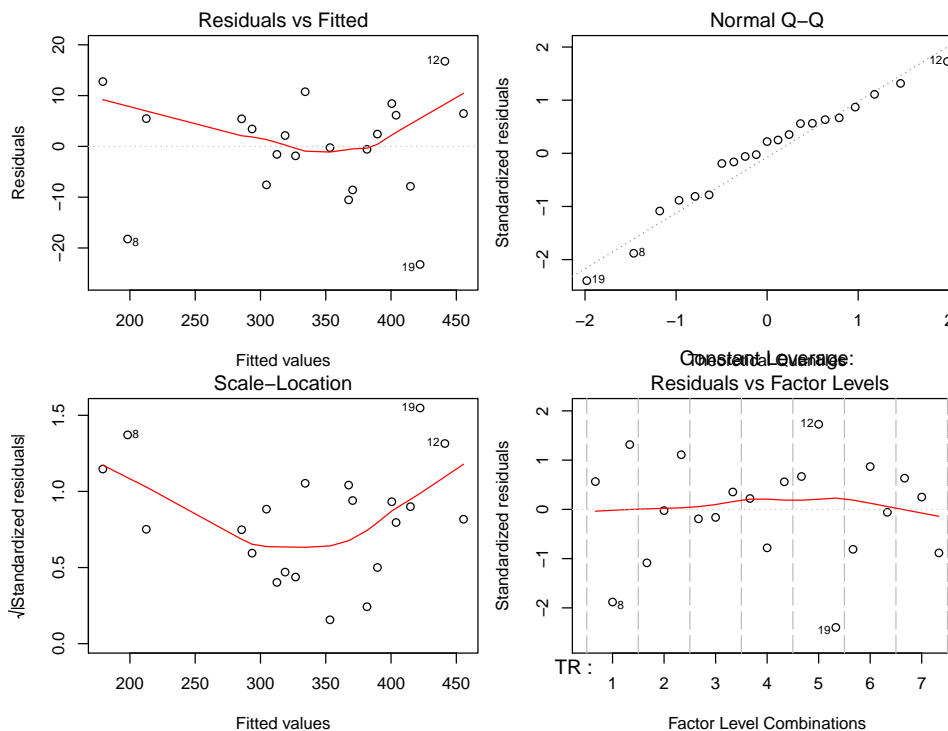 Residuals vs Fitted
Residuals
20
10
0
−10
−20
12
8
19
200 250 300 350 400 450
Fitted values
Normal Q−Q
Standardized residuals
2
1
0
−1
−2
12
8
19
−2 −1 0 1 2
Theoretical Quantiles
Scale−Location
√|Standardized residuals|
1.5
1.0
0.5
0.0
19
8
12
200 250 300 350 400 450
Fitted values
Constant Leverage:
Residuals vs Factor Levels
Standardized residuals
2
1
0
−1
−2
12
8
19
TR :
1 2 3 4 5 6 7
Factor Level Combinations